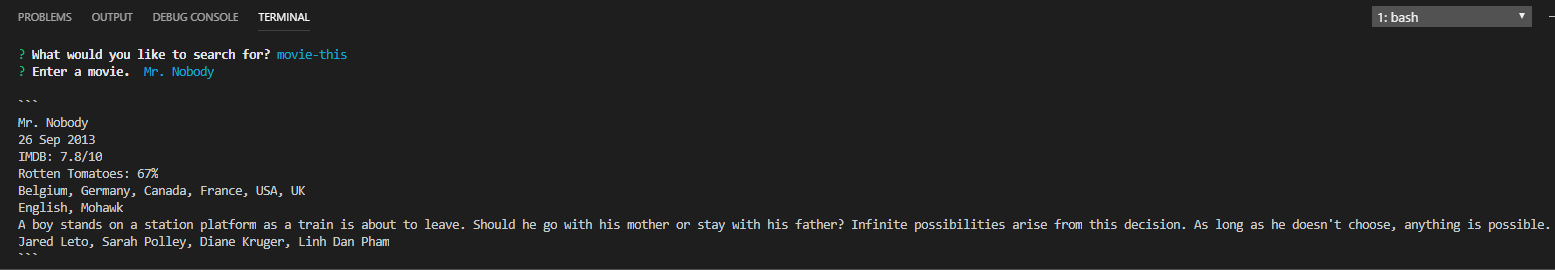 PROBLEMS OUTPUT DEBUG CONSOLE TERMINAL 1: bash
? What would you like to search for? movie-this
? Enter a movie.  Mr. Nobody
```
Mr. Nobody
26 Sep 2013
IMDB: 7.8/10
Rotten Tomatoes: 67%
Belgium, Germany, Canada, France, USA, UK
English, Mohawk
A boy stands on a station platform as a train is about to leave. Should he go with his mother or stay with his father? Infinite possibilities arise from this decision. As long as he doesn't choose, anything is possible.
Jared Leto, Sarah Polley, Diane Kruger, Linh Dan Pham
```